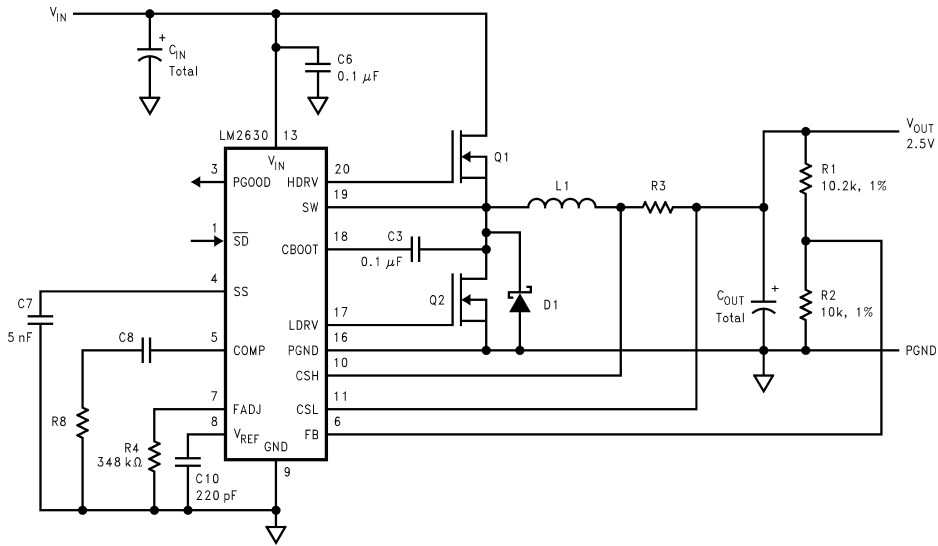 VIN
+
CIN
Total
C6
0.1 μF
LM2630
13
VIN
3
PGOOD
1
SD
4
SS
5
COMP
7
FADJ
8
VREF
GND
9
HDRV
20
SW
19
CBOOT
18
LDRV
17
PGND
16
CSH
10
CSL
11
FB
6
Q1
L1
R3
VOUT
2.5V
R1
10.2k, 1%
C3
0.1 μF
Q2
D1
+
COUT
Total
R2
10k, 1%
PGND
C7
5 nF
C8
R8
R4
348 kΩ
C10
220 pF